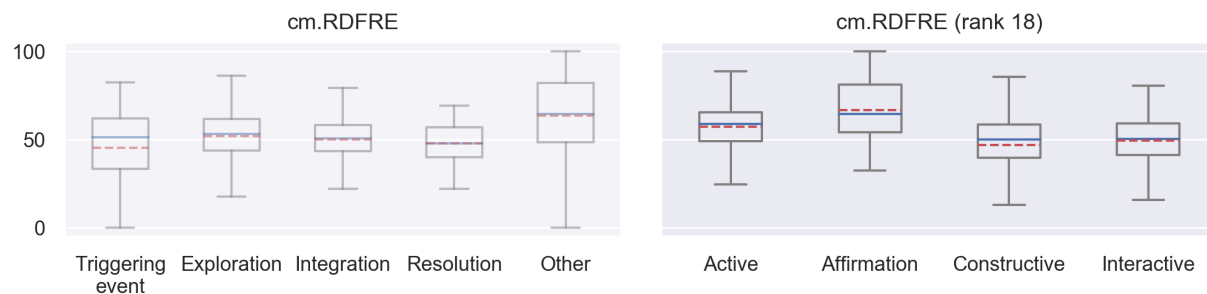 cm.RDFRE
cm.RDFRE (rank 18)
100
50
0
Triggering event
Exploration
Integration
Resolution
Other
Active
Affirmation
Constructive
Interactive